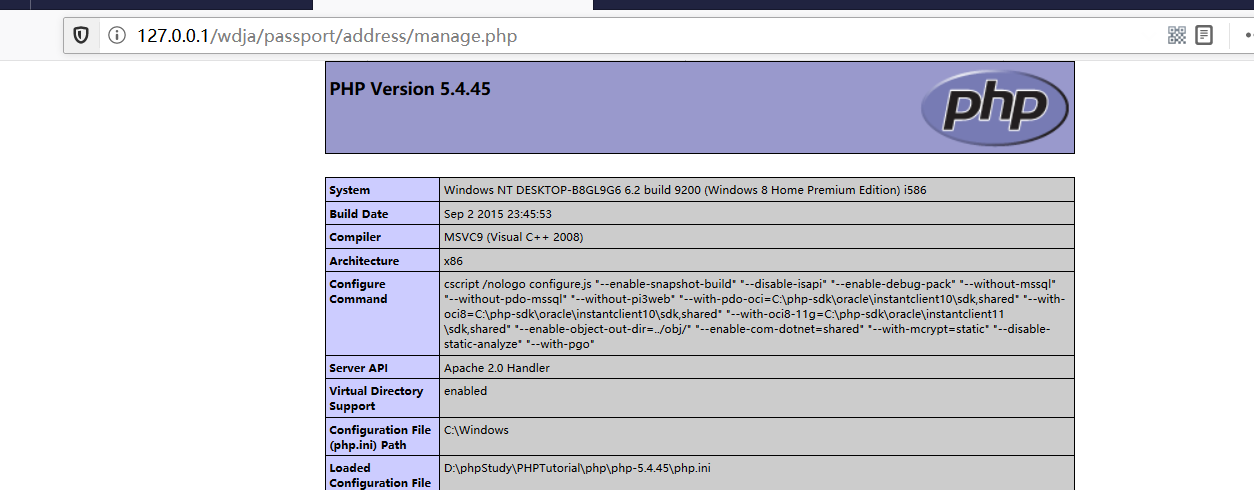 127.0.0.1/wdja/passport/address/manage.php
PHP Version 5.4.45
php
System
Windows NT DESKTOP-B8GL9G6 6.2 build 9200 (Windows 8 Home Premium Edition) i586
Build Date
Sep 2 2015 23:45:53
Compiler
MSVC9 (Visual C++ 2008)
Architecture
x86
Configure
Command
cscript /nologo configure.js "--enable-snapshot-build" "--disable-isapi" "--enable-debug-pack" "--without-mssql"
"--without-pdo-mssql" "--without-pi3web" "--with-pdo-oci=C:\php-sdk\oracle\instantclient10\sdk,shared" "--with-
oci8=C:\php-sdk\oracle\instantclient10\sdk,shared" "--with-oci8-11g=C:\php-sdk\oracle\instantclient11
\sdk,shared" "--enable-object-out-dir=../obj/" "--enable-com-dotnet=shared" "--with-mcrypt=static" "--disable-
static-analyze" "--with-pgo"
Server API
Apache 2.0 Handler
Virtual Directory
Support
enabled
Configuration File
(php.ini) Path
C:\Windows
Loaded
Configuration File
D:\phpStudy\PHPTutorial\php\php-5.4.45\php.ini